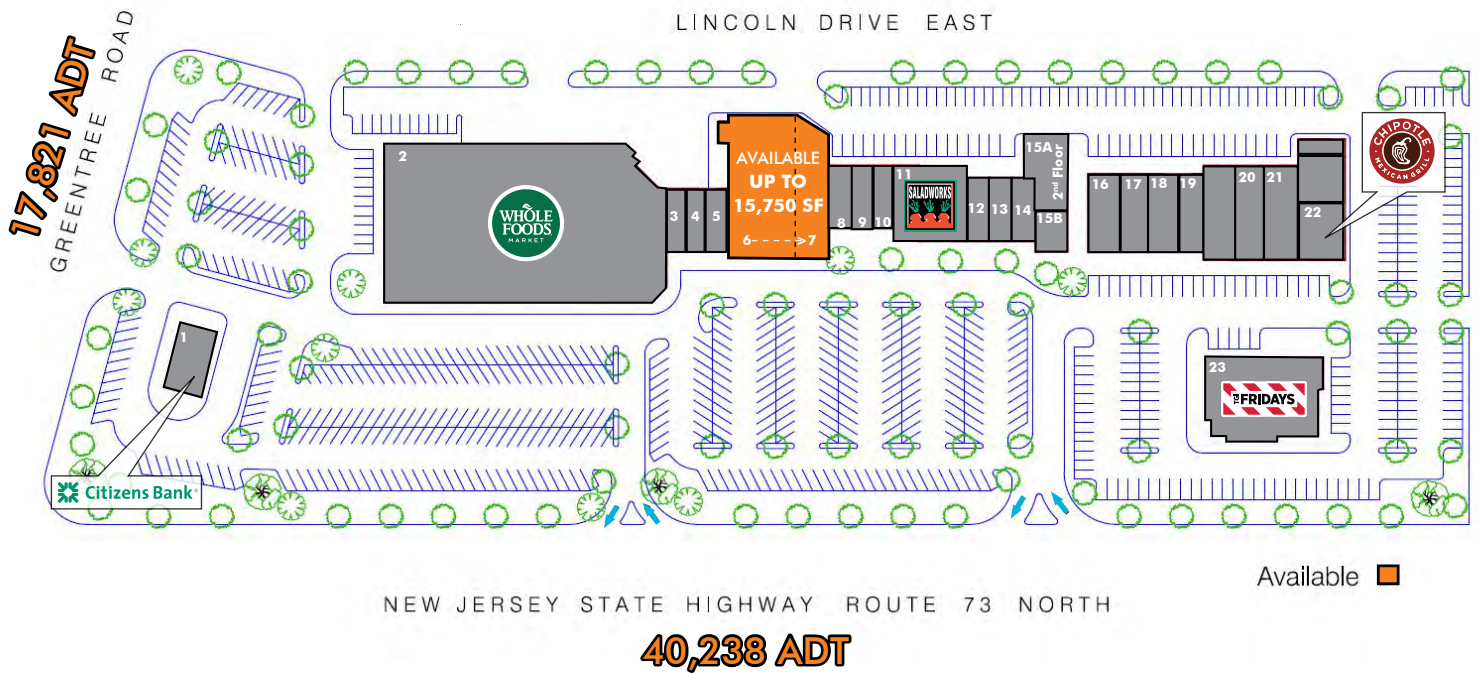 LINCOLN DRIVE EAST
17,821 ADT
GREENTREE ROAD
CHIPOTLE
MEXICAN GRILL
2
WHOLE
FOODS
MARKET
3
4
5
AVAILABLE
UP TO
15,750 SF
6----->7
8
9
10
11
SALADWORKS
12
13
14
15A
2nd Floor
15B
16
17
18
19
20
21
22
1
Citizens Bank®
23
TGI FRIDAYS
Available
NEW JERSEY STATE HIGHWAY ROUTE 73 NORTH
40,238 ADT